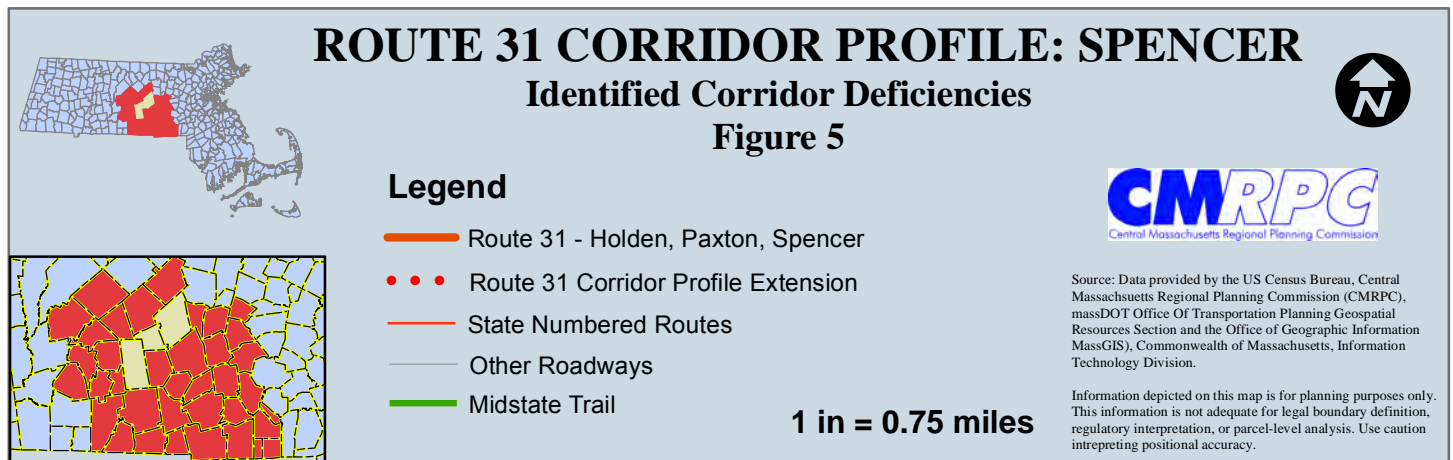 ROUTE 31 CORRIDOR PROFILE: SPENCER
Identified Corridor Deficiencies
Figure 5
N
Legend
Route 31 - Holden, Paxton, Spencer
Route 31 Corridor Profile Extension
State Numbered Routes
Other Roadways
Midstate Trail
1 in = 0.75 miles
CMRPC
Central Massachusetts Regional Planning Commission
Source: Data provided by the US Census Bureau, Central
Massachsuetts Regional Planning Commission (CMRPC),
massDOT Office Of Transportation Planning Geospatial
Resources Section and the Office of Geographic Information
MassGIS), Commonwealth of Massachusetts, Information
Technology Division.
Information depicted on this map is for planning purposes only.
This information is not adequate for legal boundary definition,
regulatory interpretation, or parcel-level analysis. Use caution
intrepreting positional accuracy.